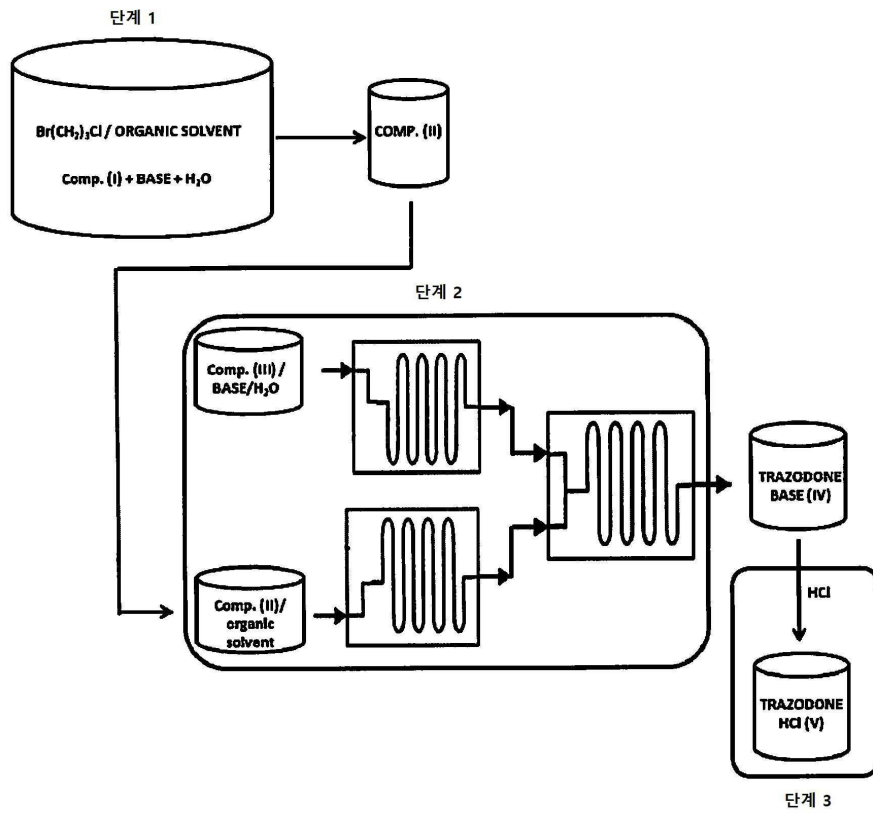 단계 1
Br(CH₂)₃Cl / ORGANIC SOLVENT
Comp. (I) + BASE + H₂O
COMP. (II)
단계 2
Comp. (III) /
BASE/H₂O
Comp. (II)/
organic
solvent
TRAZODONE
BASE (IV)
HCl
TRAZODONE
HCl (V)
단계 3